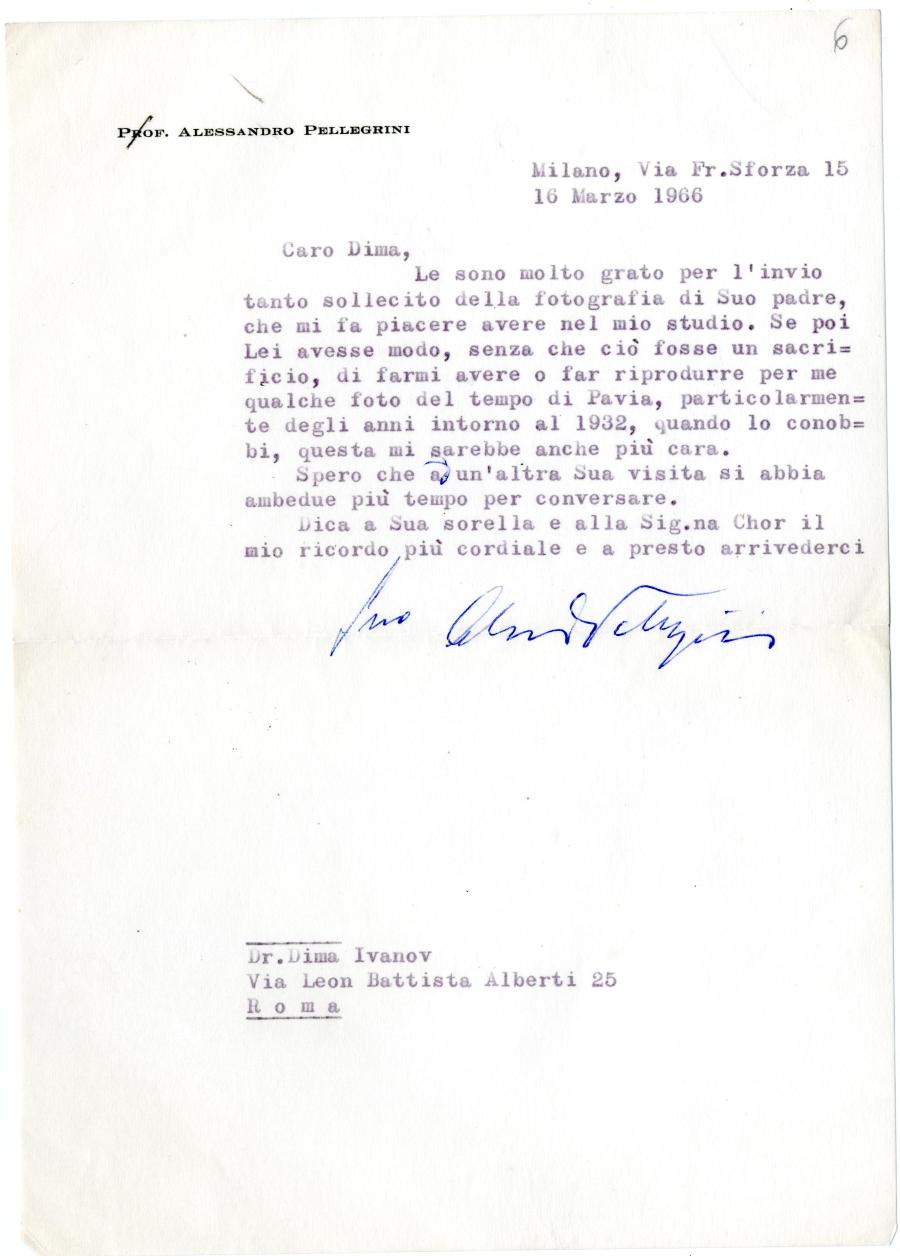 6
Prof. Alessandro Pellegrini
Milano, Via Fr.Sforza 15
16 Marzo 1966
Caro Dima,
Le sono molto grato per l'invio
tanto sollecito della fotografia di Suo padre,
che mi fa piacere avere nel mio studio. Se poi
Lei avesse modo, senza che ciò fosse un sacri=
ficio, di farmi avere o far riprodurre per me
qualche foto del tempo di Pavia, particolarmen=
te degli anni intorno al 1932, quando lo conob=
bi, questa mi sarebbe anche più cara.
Spero che ad un'altra Sua visita si abbia
ambedue più tempo per conversare.
Dica a Sua sorella e alla Sig.na Chor il
mio ricordo più cordiale e a presto arrivederci
Suo Alessandro Pellegrini
Dr.Dima Ivanov
Via Leon Battista Alberti 25
R o m a